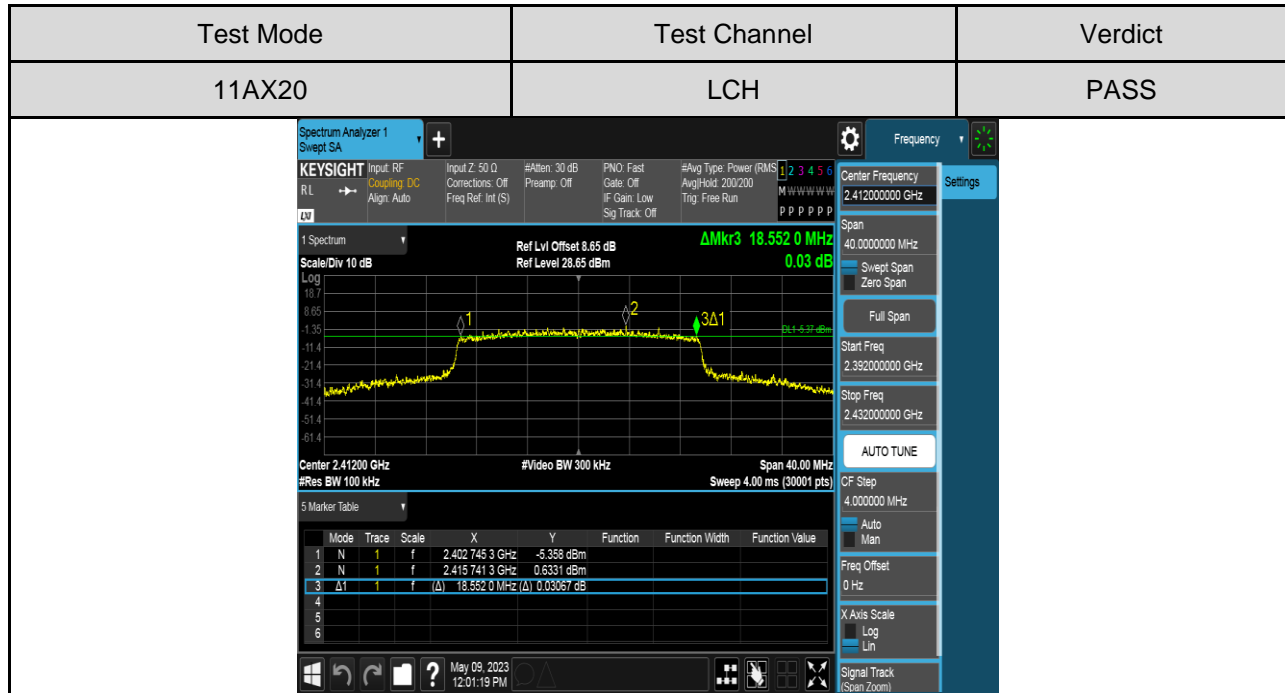 Test Mode Test Channel Verdict
11AX20 LCH PASS
Spectrum Analyzer 1
Swept SA
+
Frequency
KEYSIGHT
RL
LXI
Input: RF
Coupling: DC
Align: Auto
Input Z: 50 Ω
Corrections: Off
Freq Ref: Int (S)
#Atten: 30 dB
Preamp: Off
PNO: Fast
Gate: Off
IF Gain: Low
Sig Track: Off
#Avg Type: Power (RMS
Avg|Hold: 200/200
Trig: Free Run
1 2 3 4 5 6
M W W W W W
P P P P P P
1 Spectrum
Scale/Div 10 dB
Ref Lvl Offset 8.65 dB
Ref Level 28.65 dBm
ΔMkr3 18.552 0 MHz
0.03 dB
Log
18.7
8.65
-1.35
-11.4
-21.4
-31.4
-41.4
-51.4
-61.4
1
2
3Δ1
DL1 -5.37 dBm
Center 2.41200 GHz #Video BW 300 kHz Span 40.00 MHz
#Res BW 100 kHz Sweep 4.00 ms (30001 pts)
5 Marker Table
Mode Trace Scale X Y Function Function Width Function Value
1 N 1 f 2.402 745 3 GHz -5.358 dBm
2 N 1 f 2.415 741 3 GHz 0.6331 dBm
3 Δ1 1 f (Δ) 18.552 0 MHz (Δ) 0.03067 dB
4
5
6
?
May 09, 2023
12:01:19 PM
Center Frequency
2.412000000 GHz
Span
40.0000000 MHz
Swept Span
Zero Span
Full Span
Start Freq
2.392000000 GHz
Stop Freq
2.432000000 GHz
AUTO TUNE
CF Step
4.000000 MHz
Auto
Man
Freq Offset
0 Hz
X Axis Scale
Log
Lin
Signal Track
(Span Zoom)
Settings